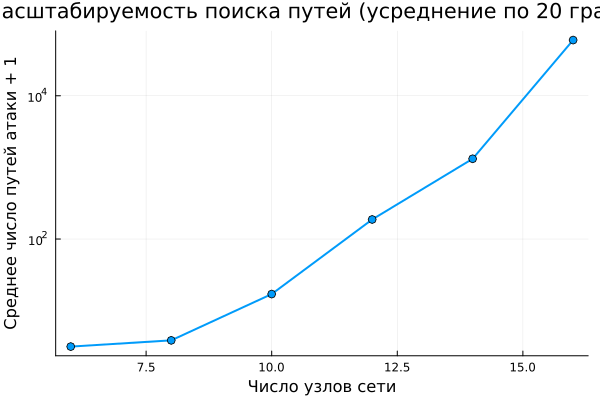 асштабируемость поиска путей (усреднение по 20 гра
Среднее число путей атаки + 1
10⁴
10²
7.5 10.0 12.5 15.0
Число узлов сети